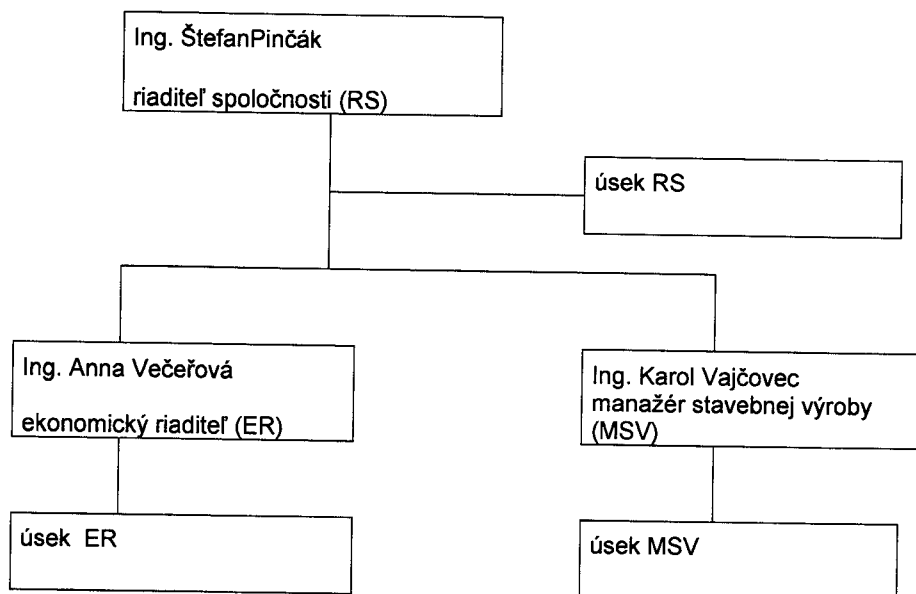 Ing. ŠtefanPinčák
riaditeľ spoločnosti (RS)
úsek RS
Ing. Anna Večeřová
ekonomický riaditeľ (ER)
Ing. Karol Vajčovec
manažér stavebnej výroby
(MSV)
úsek ER
úsek MSV